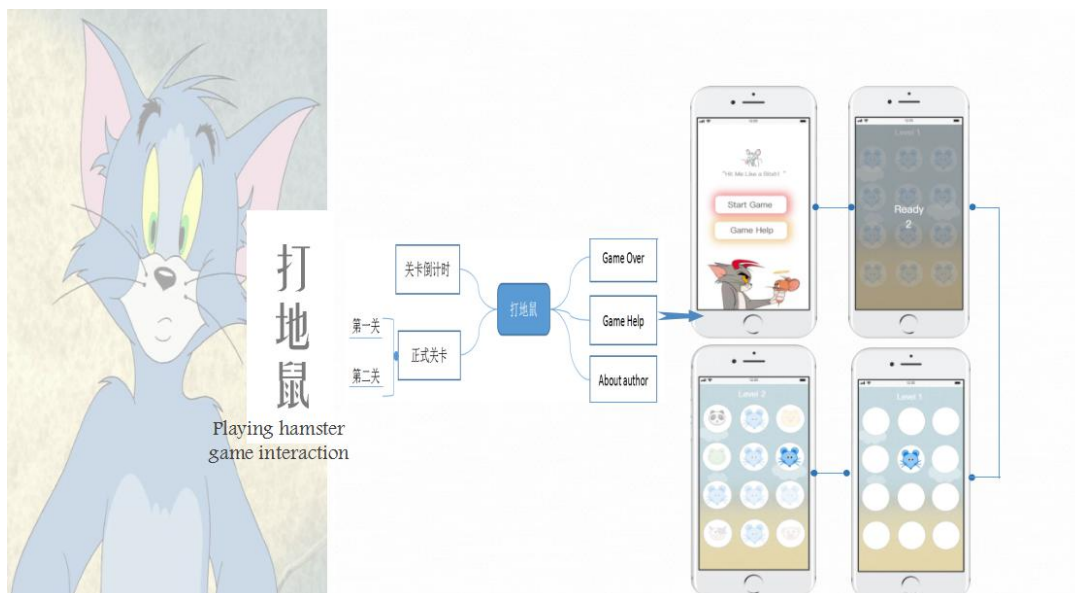 打
地
鼠
Playing hamster
game interaction
关卡倒计时
第一关
正式关卡
第二关
打地鼠
Game Over
Game Help
About author
Start Game
Game Help
Level 1
Ready
2
Level 2
Level 1